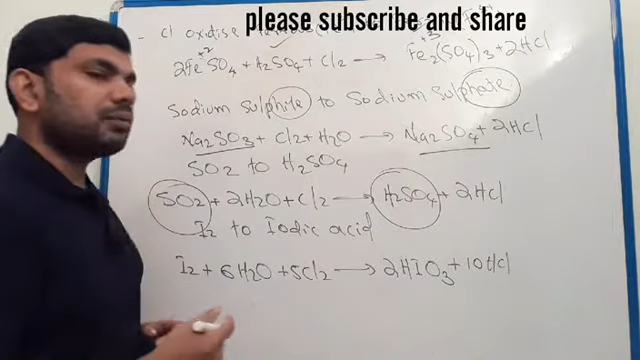 please subscribe and share
- Cl oxidise
+2 +3
2FeSO4 + H2SO4 + Cl2 → Fe2(SO4)3 + 2HCl
Sodium Sulphite to Sodium Sulphate.
Na2SO3 + Cl2 + H2O → Na2SO4 + 2HCl
SO2 to H2SO4
SO2 + 2H2O + Cl2 → H2SO4 + 2HCl
I2 to Iodic acid
I2 + 6H2O + 5Cl2 → 2HIO3 + 10HCl